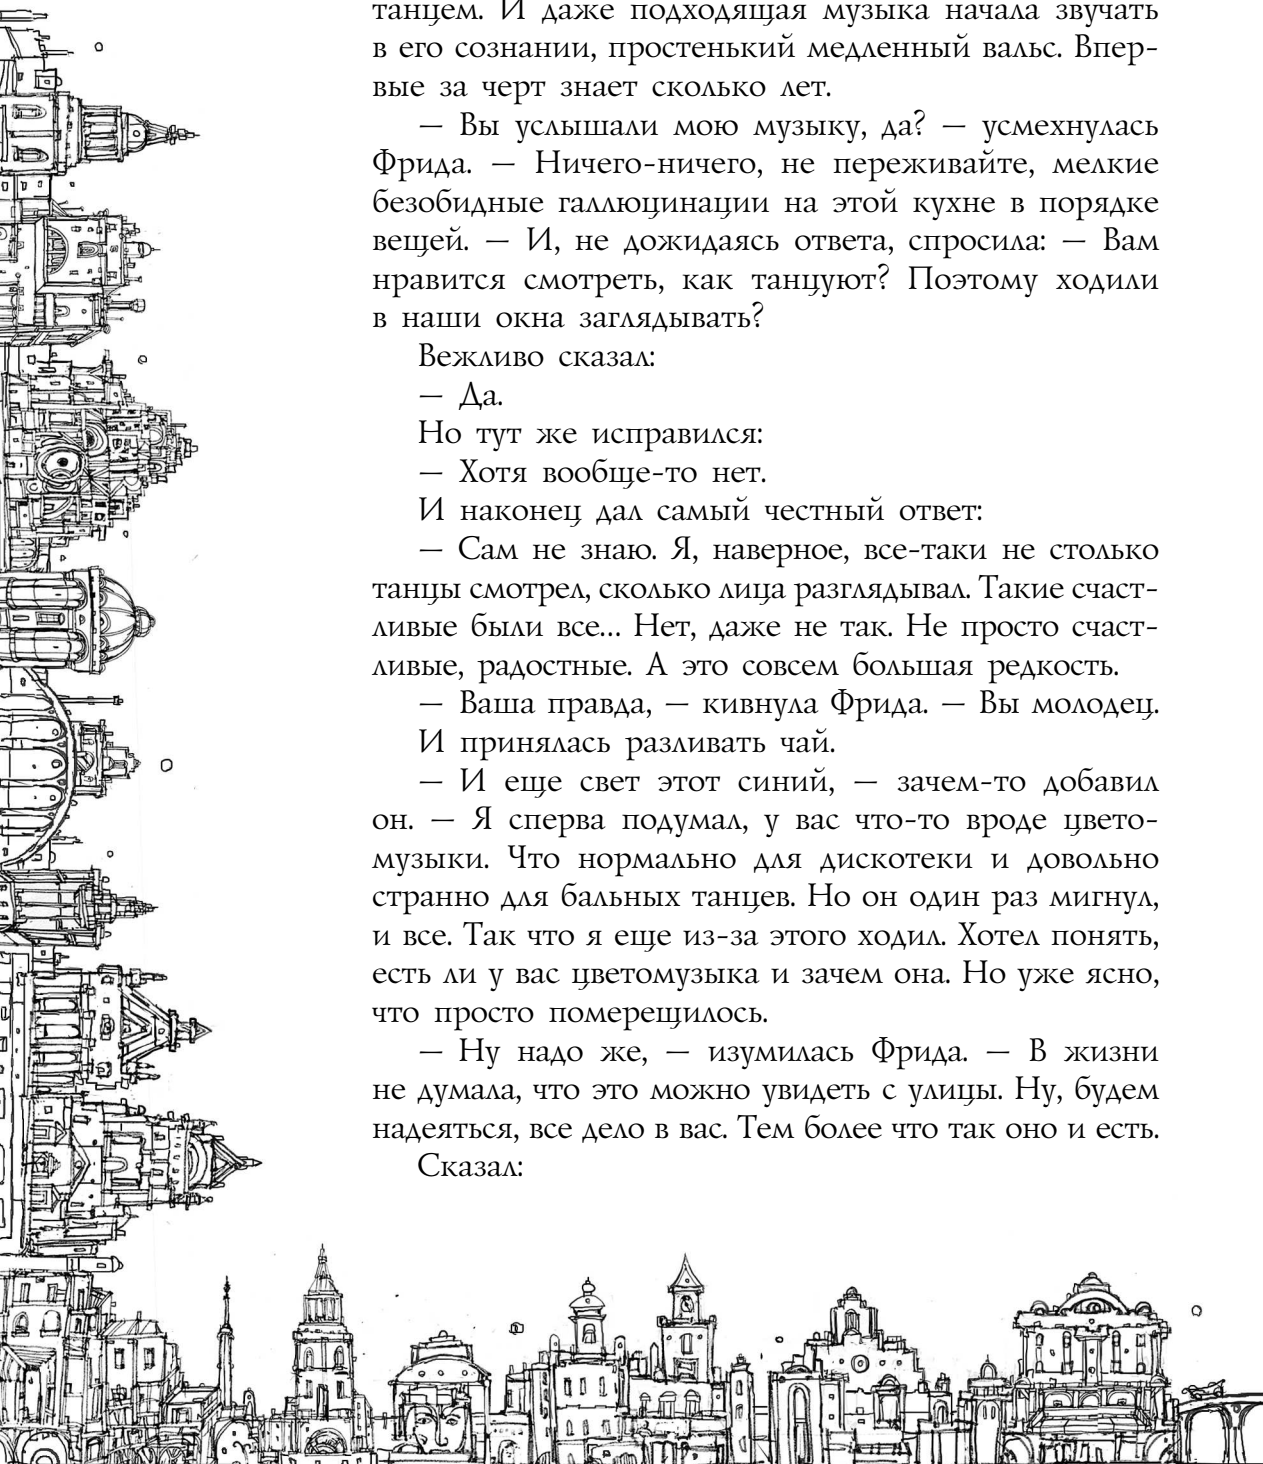 танцем. И даже подходящая музыка начала звучать
в его сознании, простенький медленный вальс. Впер-
вые за черт знает сколько лет.
— Вы услышали мою музыку, да? — усмехнулась
Фрида. — Ничего-ничего, не переживайте, мелкие
безобидные галлюцинации на этой кухне в порядке
вещей. — И, не дожидаясь ответа, спросила: — Вам
нравится смотреть, как танцуют? Поэтому ходили
в наши окна заглядывать?
Вежливо сказал:
— Да.
Но тут же исправился:
— Хотя вообще-то нет.
И наконец дал самый честный ответ:
— Сам не знаю. Я, наверное, все-таки не столько
танцы смотрел, сколько лица разглядывал. Такие счаст-
ливые были все... Нет, даже не так. Не просто счаст-
ливые, радостные. А это совсем большая редкость.
— Ваша правда, — кивнула Фрида. — Вы молодец.
И принялась разливать чай.
— И еще свет этот синий, — зачем-то добавил
он. — Я сперва подумал, у вас что-то вроде цвето-
музыки. Что нормально для дискотеки и довольно
странно для бальных танцев. Но он один раз мигнул,
и все. Так что я еще из-за этого ходил. Хотел понять,
есть ли у вас цветомузыка и зачем она. Но уже ясно,
что просто померещилось.
— Ну надо же, — изумилась Фрида. — В жизни
не думала, что это можно увидеть с улицы. Ну, будем
надеяться, все дело в вас. Тем более что так оно и есть.
Сказал: